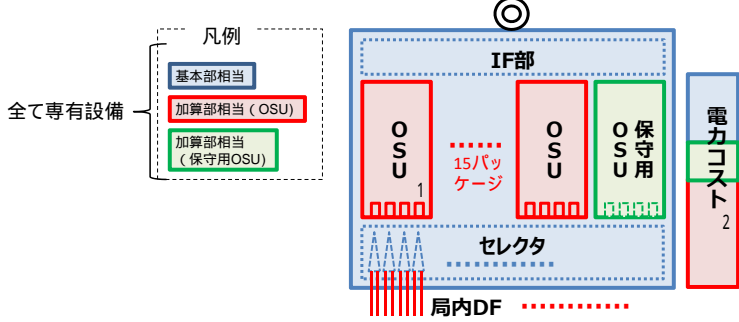 凡例
基本部相当
全て専有設備
加算部相当（OSU)
加算部相当
（保守用OSU）
IF部
OSU
1
15パッ
ケージ
OSU
保守用
OSU
セレクタ
局内DF
電力コスト
2